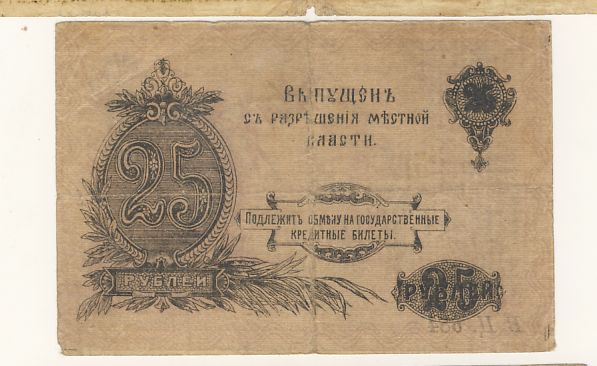 Выпущенъ
съ разрѣшенія мѣстной
власти.
25
РУБЛЕЙ
Подлежитъ обмѣну на государственные
кредитные билеты.
25
РУБЛЕЙ